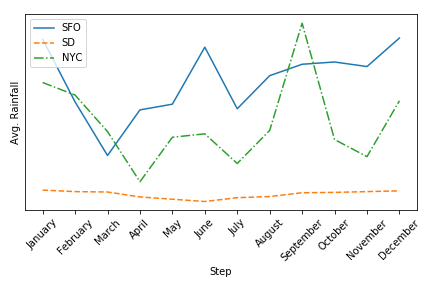 SFO
SD
NYC
Avg. Rainfall
January
February
March
April
May
June
July
August
September
October
November
December
Step